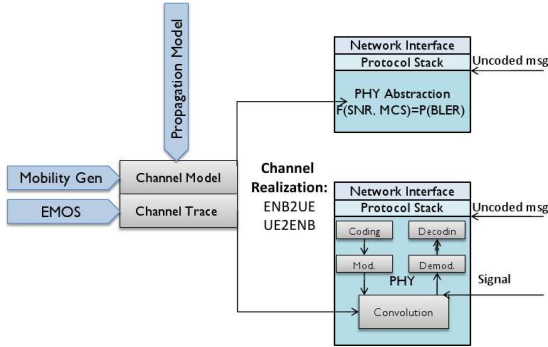 Propagation Model
Network Interface
Protocol Stack
Uncoded msg
PHY Abstraction
F(SNR, MCS)=P(BLER)
Mobility Gen
Channel Model
EMOS
Channel Trace
Channel
Realization:
ENB2UE
UE2ENB
Network Interface
Protocol Stack
Uncoded msg
Coding
Decodin
Mod.
Demod.
PHY
Signal
Convolution